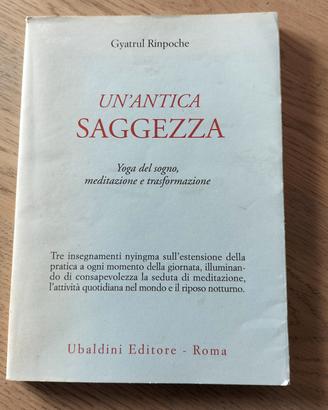 Gyatrul Rinpoche
UN'ANTICA
SAGGEZZA
Yoga del sogno,
meditazione e trasformazione
Tre insegnamenti nyingma sull'estensione della
pratica a ogni momento della giornata, illuminan-
do di consapevolezza la seduta di meditazione,
l'attività quotidiana nel mondo e il riposo notturno.
Ubaldini Editore - Roma